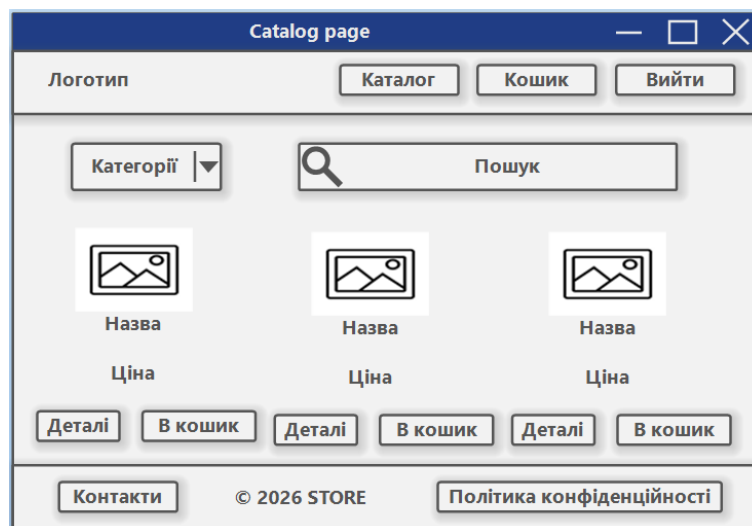 Catalog page
Логотип Каталог Кошик Вийти
Категорії Пошук
Назва Назва Назва
Ціна Ціна Ціна
Деталі В кошик Деталі В кошик Деталі В кошик
Контакти © 2026 STORE Політика конфіденційності